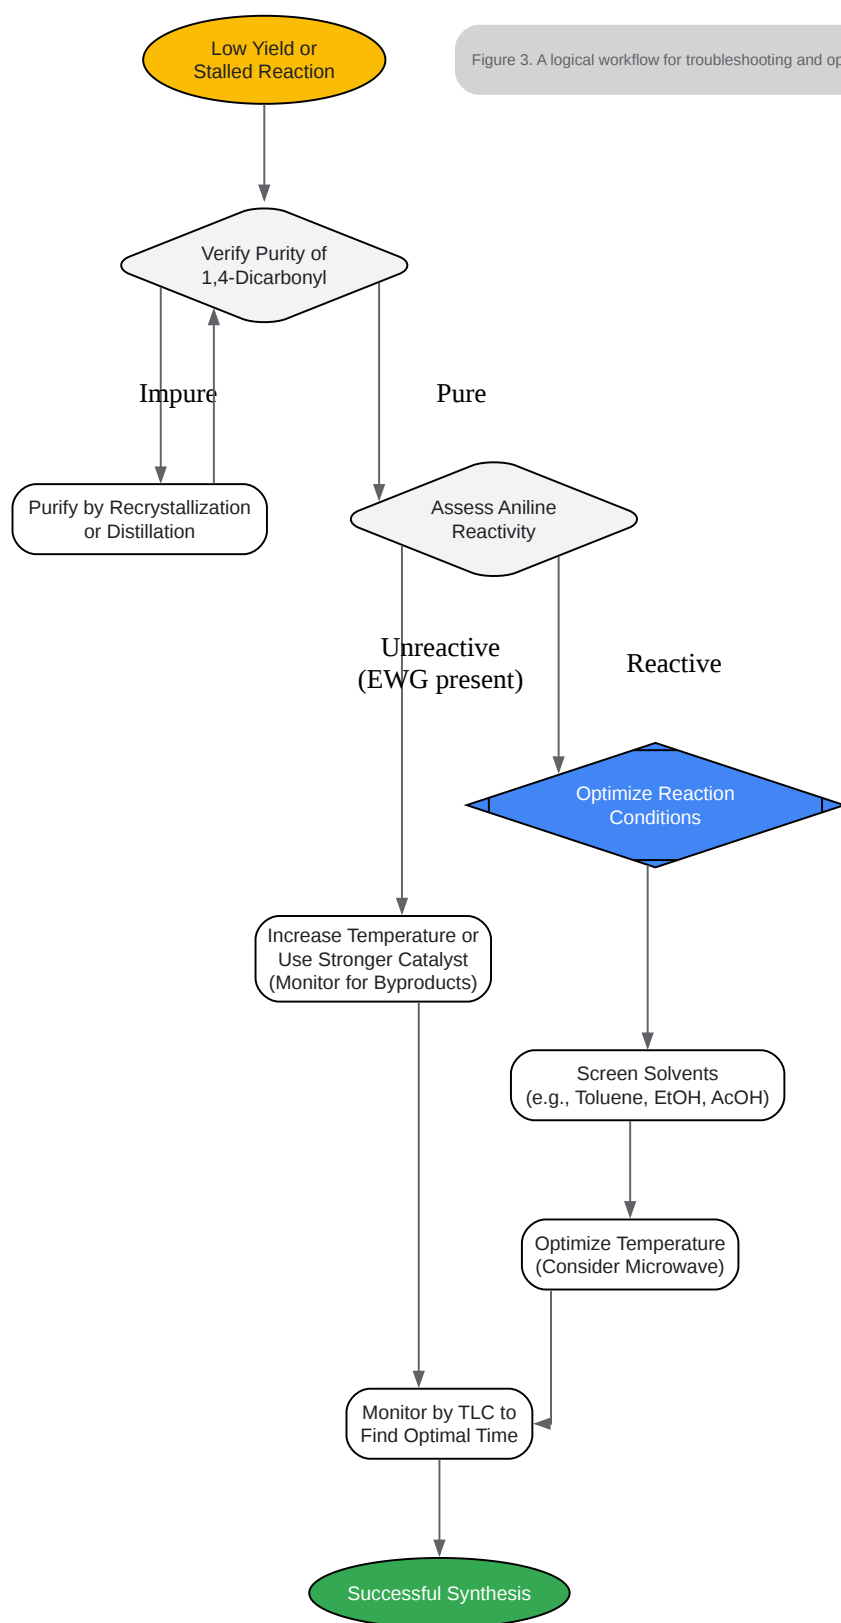 Low Yield or
Stalled Reaction
Figure 3. A logical workflow for troubleshooting and op
Verify Purity of
1,4-Dicarbonyl
Impure
Pure
Purify by Recrystallization
or Distillation
Assess Aniline
Reactivity
Unreactive
(EWG present)
Reactive
Optimize Reaction
Conditions
Increase Temperature or
Use Stronger Catalyst
(Monitor for Byproducts)
Screen Solvents
(e.g., Toluene, EtOH, AcOH)
Optimize Temperature
(Consider Microwave)
Monitor by TLC to
Find Optimal Time
Successful Synthesis